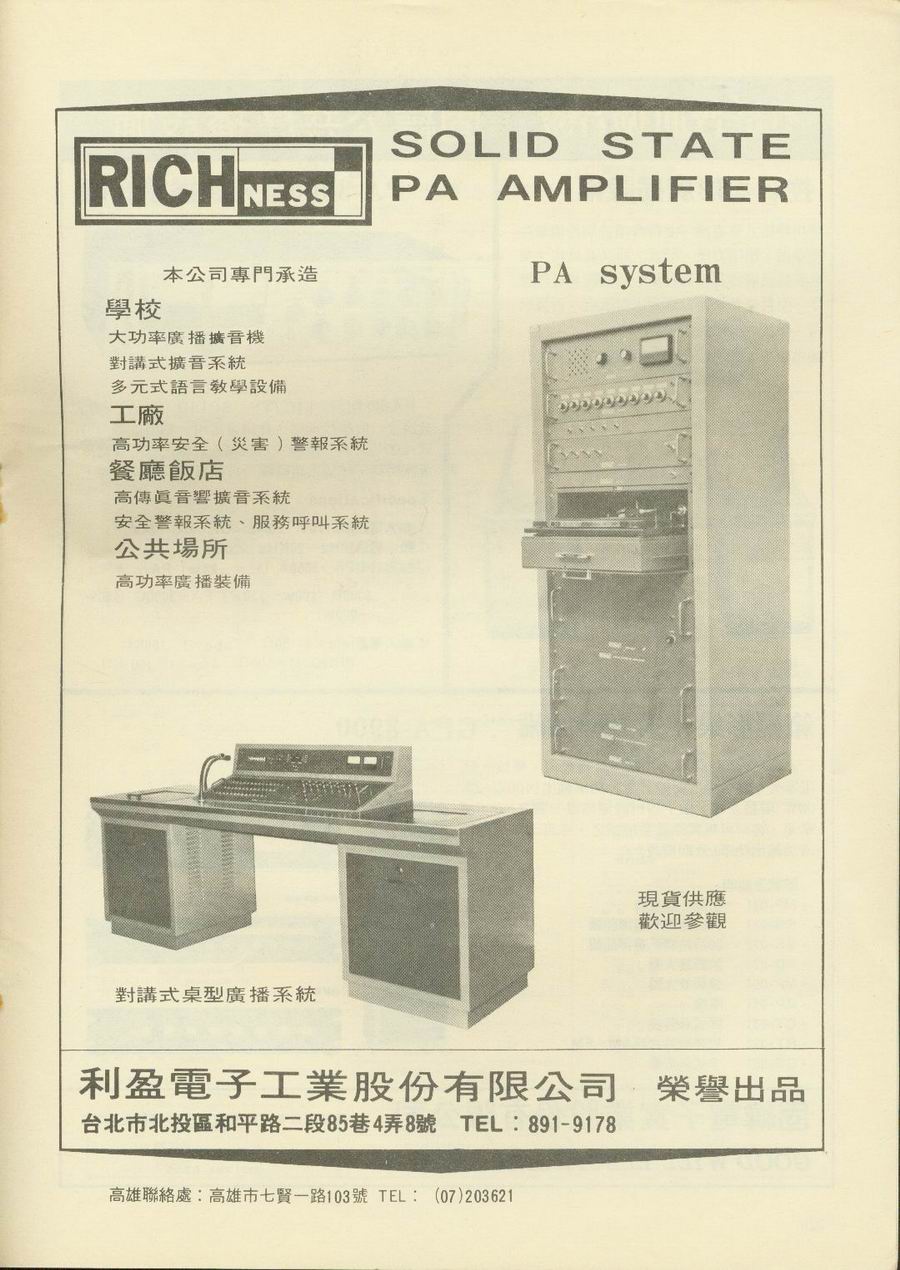 RICHNESS
SOLID STATE
PA AMPLIFIER
本公司專門承造
學校
大功率廣播擴音機
對講式擴音系統
多元式語言教學設備
工廠
高功率安全（災害）警報系統
餐廳飯店
高傳眞音響擴音系統
安全警報系統、服務呼叫系統
公共場所
高功率廣播裝備
PA system
現貨供應
歡迎參觀
對講式桌型廣播系統
利盈電子工業股份有限公司 榮譽出品
台北市北投區和平路二段85巷4弄8號 TEL：891-9178
高雄聯絡處：高雄市七賢一路103號 TEL： (07)203621